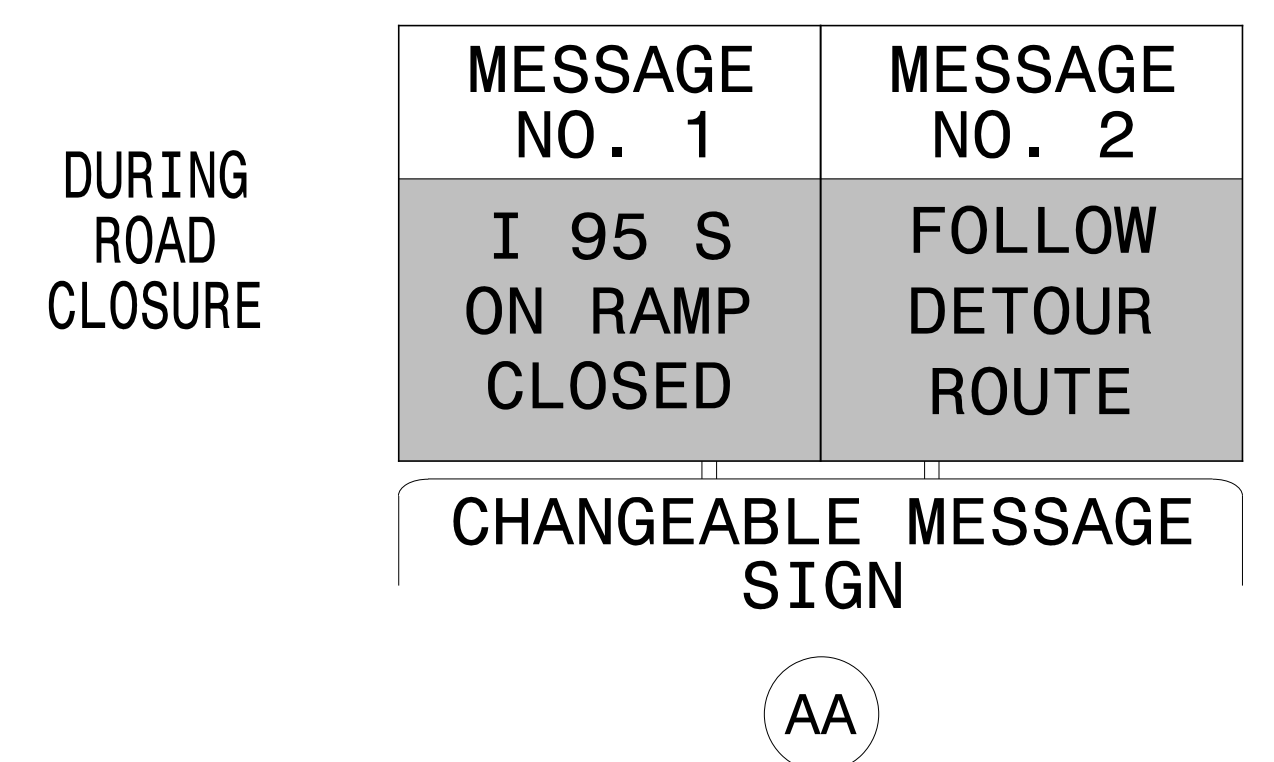 DURING
ROAD
CLOSURE
MESSAGE
NO. 1
MESSAGE
NO. 2
I 95 S
ON RAMP
CLOSED
FOLLOW
DETOUR
ROUTE
CHANGEABLE MESSAGE
SIGN
AA